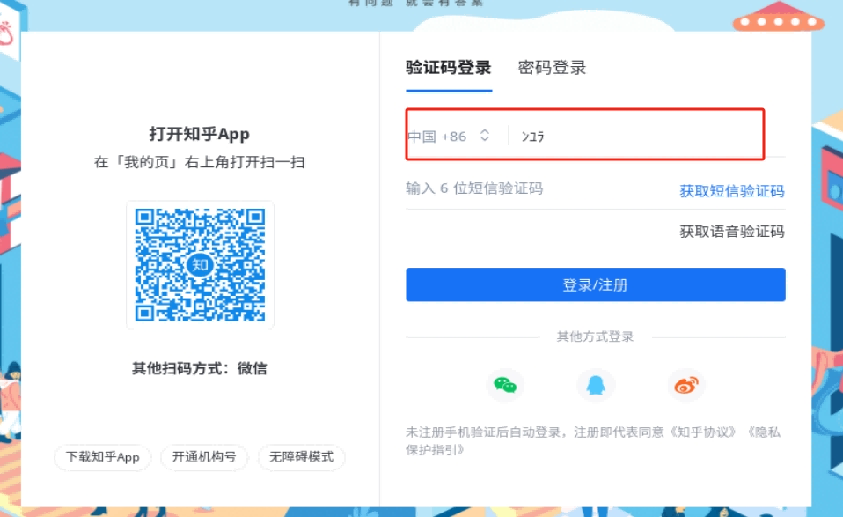 有问题 就会有答案
验证码登录 密码登录
中国 +86 ﾝﾕﾗ
打开知乎App
在「我的页」右上角打开扫一扫
输入 6 位短信验证码 获取短信验证码
获取语音验证码
知
登录/注册
其他方式登录
其他扫码方式：微信
未注册手机验证后自动登录，注册即代表同意《知乎协议》《隐私
保护指引》
下载知乎App 开通机构号 无障碍模式